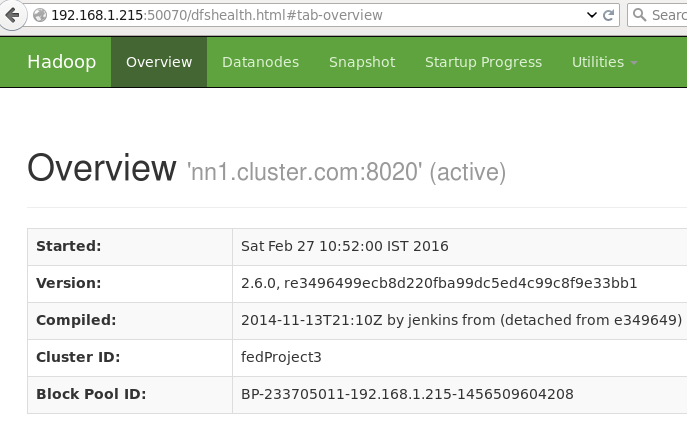 192.168.1.215:50070/dfshealth.html#tab-overview Searc
Hadoop Overview Datanodes Snapshot Startup Progress Utilities
Overview 'nn1.cluster.com:8020' (active)
Started: Sat Feb 27 10:52:00 IST 2016
Version: 2.6.0, re3496499ecb8d220fba99dc5ed4c99c8f9e33bb1
Compiled: 2014-11-13T21:10Z by jenkins from (detached from e349649)
Cluster ID: fedProject3
Block Pool ID: BP-233705011-192.168.1.215-1456509604208